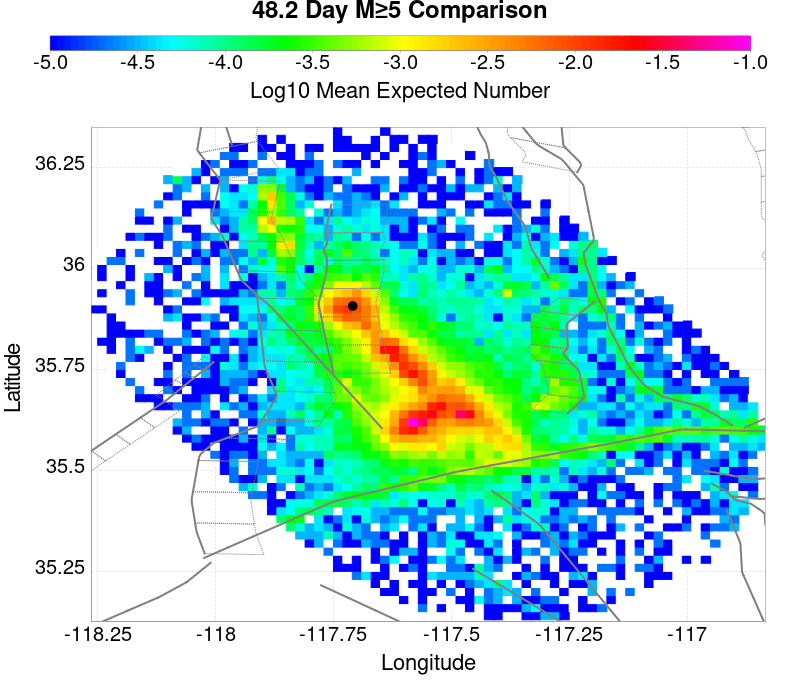 48.2 Day M≥5 Comparison
-5.0 -4.5 -4.0 -3.5 -3.0 -2.5 -2.0 -1.5 -1.0
Log10 Mean Expected Number
36.25
36
35.75
35.5
35.25
Latitude
-118.25 -118 -117.75 -117.5 -117.25 -117
Longitude